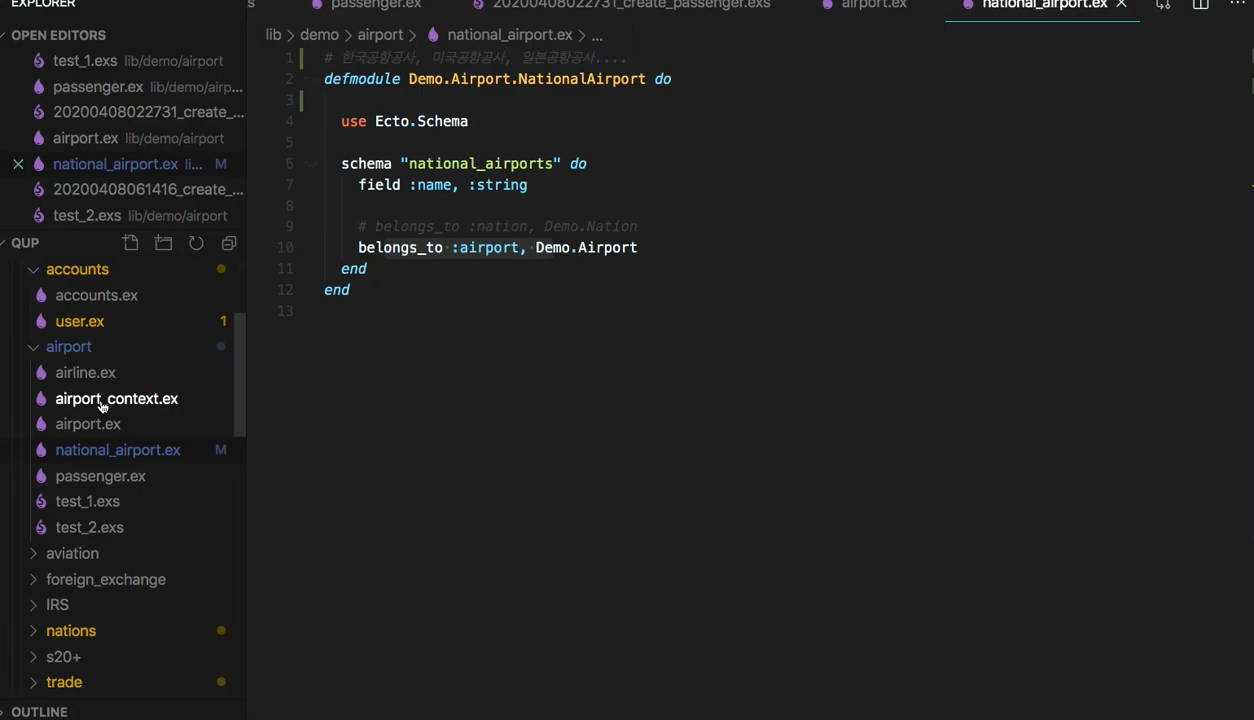 EXPLORER
passenger.ex
20200408022731_create_passenger.exs
airport.ex
national_airport.ex
OPEN EDITORS
test_1.exs lib/demo/airport
passenger.ex lib/demo/airp...
20200408022731_create_...
airport.ex lib/demo/airport
national_airport.ex li... M
20200408061416_create_...
test_2.exs lib/demo/airport
QUP
accounts
accounts.ex
user.ex 1
airport
airline.ex
airport_context.ex
airport.ex
national_airport.ex M
passenger.ex
test_1.exs
test_2.exs
aviation
foreign_exchange
IRS
nations
s20+
trade
OUTLINE
lib > demo > airport > national_airport.ex > ...
1 # 한국공항공사, 미국공항공사, 일본공항공사....
2 defmodule Demo.Airport.NationalAirport do
3
4 use Ecto.Schema
5
6 schema "national_airports" do
7 field :name, :string
8
9 # belongs_to :nation, Demo.Nation
10 belongs_to :airport, Demo.Airport
11 end
12 end
13